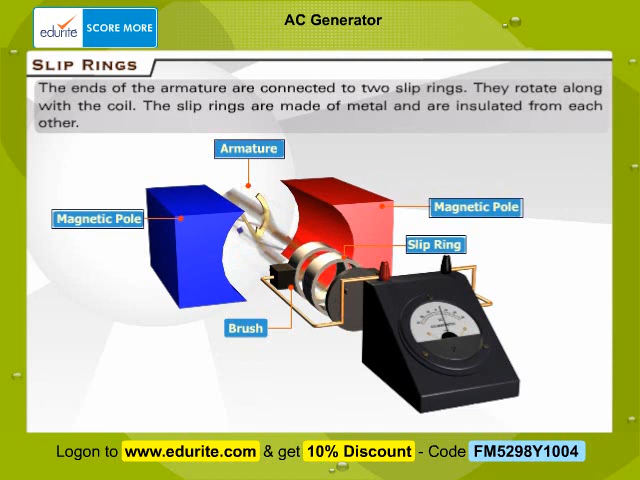 AC Generator
edurite SCORE MORE
SLIP RINGS
The ends of the armature are connected to two slip rings. They rotate along
with the coil. The slip rings are made of metal and are insulated from each
other.
Armature
Magnetic Pole
Magnetic Pole
Slip Ring
Brush
Logon to www.edurite.com & get 10% Discount - Code FM5298Y1004